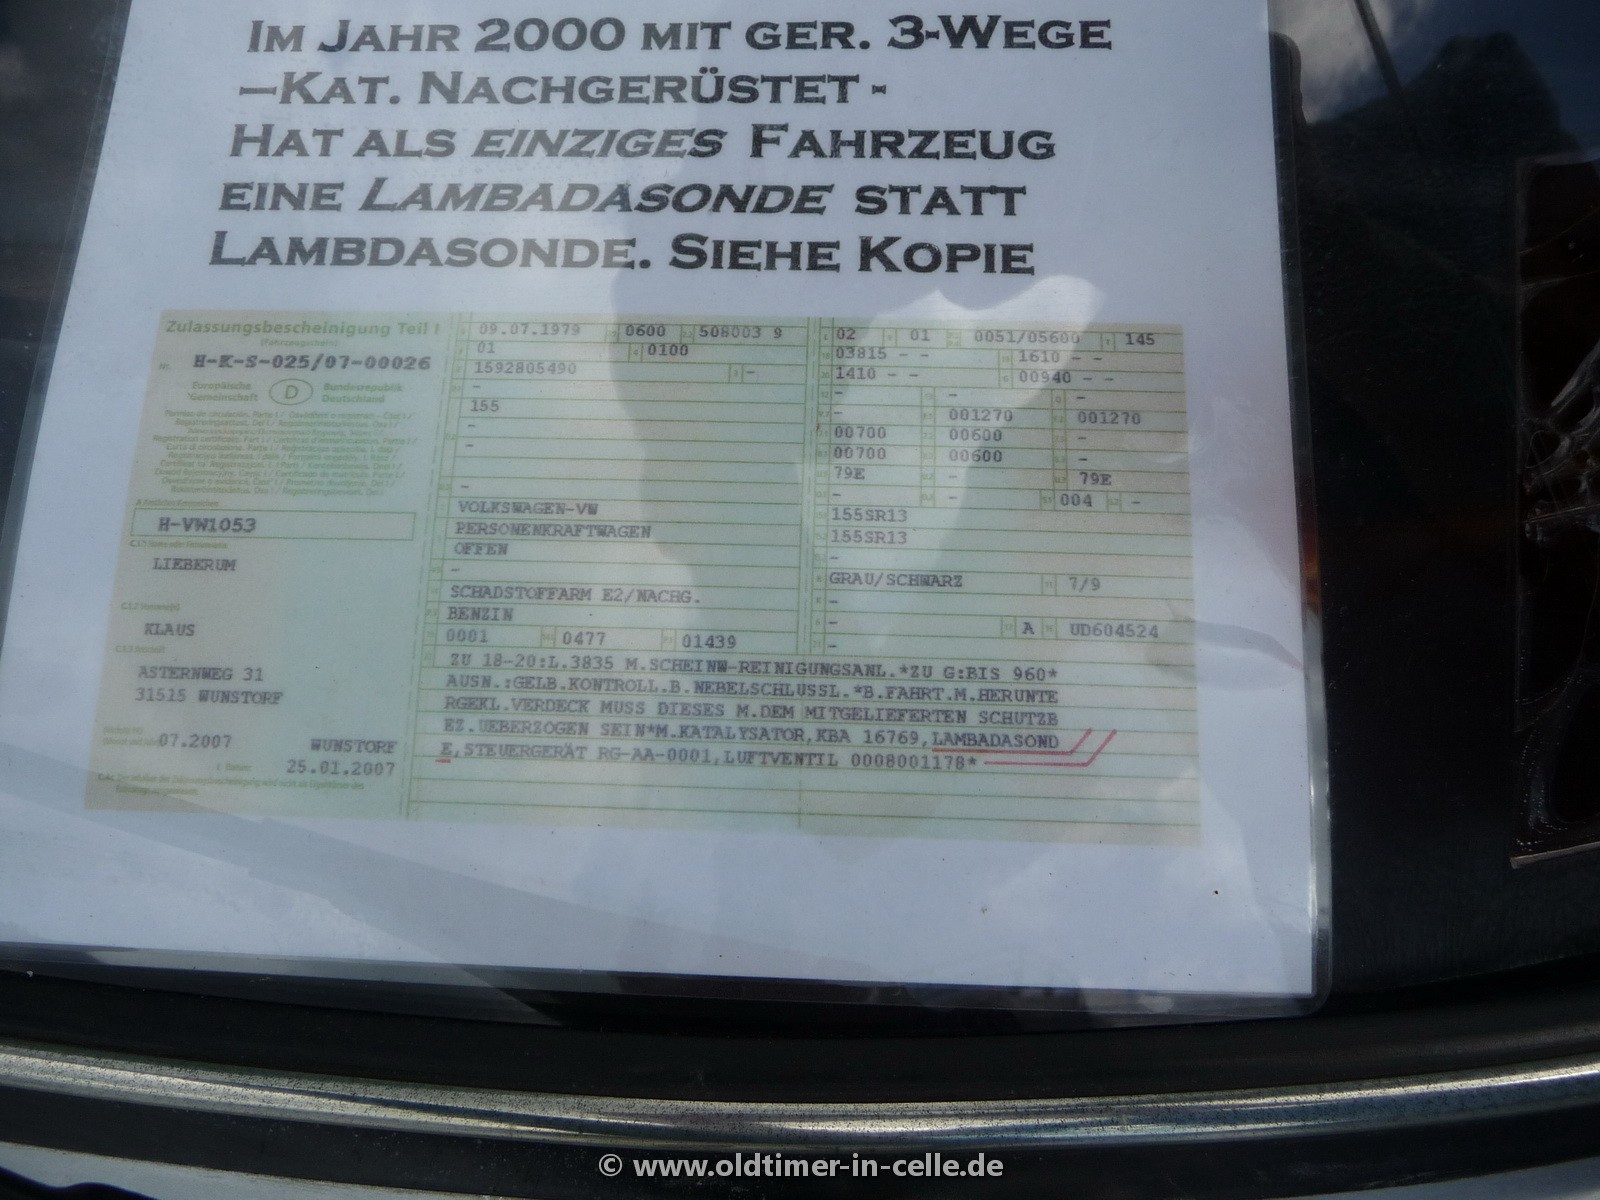 IM JAHR 2000 MIT GER. 3-WEGE
–KAT. NACHGERÜSTET -
HAT ALS EINZIGES FAHRZEUG
EINE LAMBADASONDE STATT
LAMBDASONDE. SIEHE KOPIE
Zulassungsbescheinigung Teil I
(Fahrzeugschein)
Nr. H-K-S-025/07-00026
Europäische Gemeinschaft D Bundesrepublik Deutschland
H-VW1053
LIEBERUM
KLAUS
ASTERNWEG 31
31515 WUNSTORF
07.2007 WUNSTORF
25.01.2007
09.07.1979 0600 508003 9
01 0100
1592805490 -
-
155
-
-
-
VOLKSWAGEN-VW
PERSONENKRAFTWAGEN
OFFEN
-
SCHADSTOFFARM E2/NACHG.
BENZIN
0001 0477 01439
02 01 0051/05600 145
03815 - - 1610 - -
1410 - - 00940 - -
- - -
- 001270 001270
00700 00600 -
00700 00600 -
79E 79E
- - 004 -
155SR13
155SR13
-
GRAU/SCHWARZ 7/9
-
- A UD604524
-
ZU 18-20:L.3835 M.SCHEINW-REINIGUNGSANL.*ZU G:BIS 960*
AUSN.:GELB.KONTROLL.B.NEBELSCHLUSSL.*B.FAHRT.M.HERUNTE
RGEKL.VERDECK MUSS DIESES M.DEM MITGELIEFERTEN SCHUTZB
EZ.UEBERZOGEN SEIN*M.KATALYSATOR,KBA 16769,LAMBADASOND
E,STEUERGERÄT RG-AA-0001,LUFTVENTIL 0008001178*
© www.oldtimer-in-celle.de